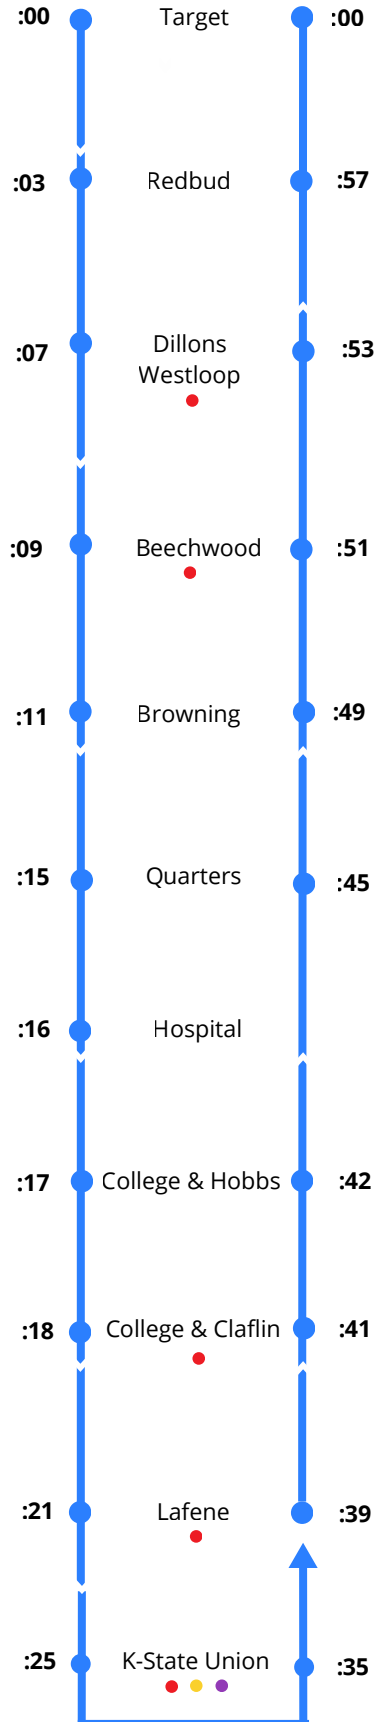 :00 Target :00
:03 Redbud :57
:07 Dillons Westloop :53
:09 Beechwood :51
:11 Browning :49
:15 Quarters :45
:16 Hospital
:17 College & Hobbs :42
:18 College & Claflin :41
:21 Lafene :39
:25 K-State Union :35